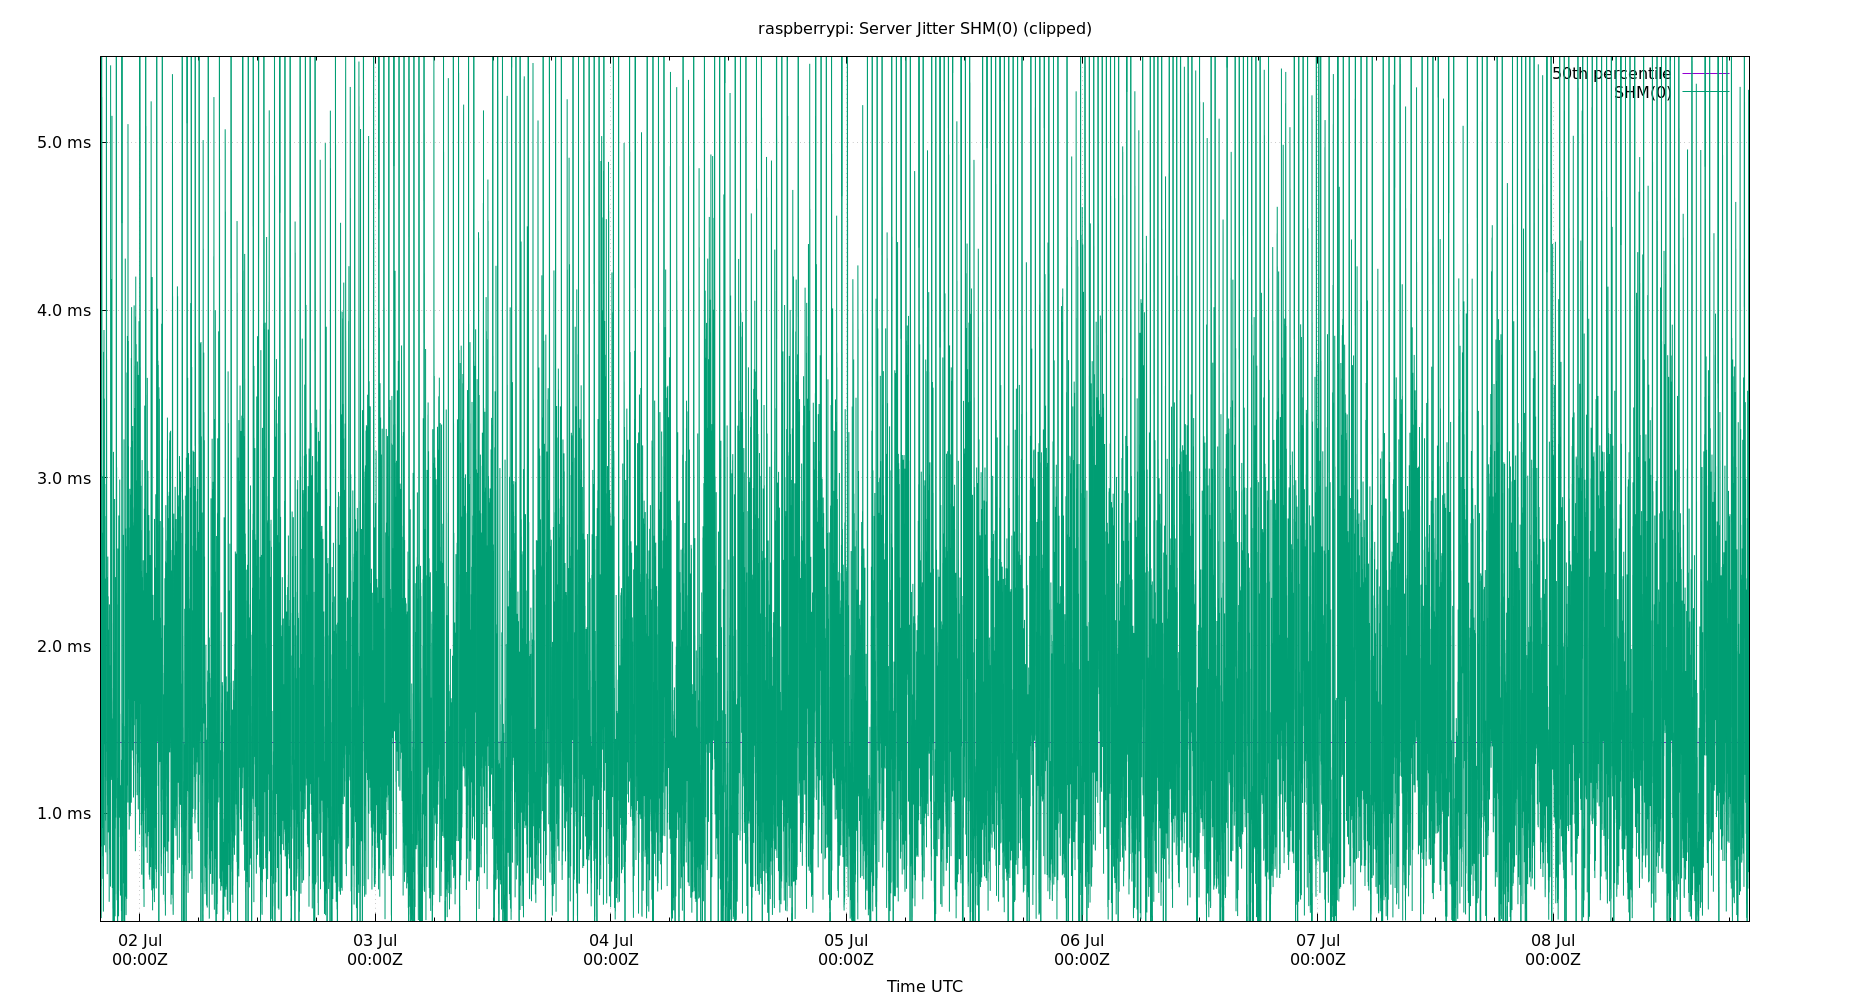 raspberrypi: Server Jitter SHM(0) (clipped)
50th percentile
SHM(0)
5.0 ms
4.0 ms
3.0 ms
2.0 ms
1.0 ms
02 Jul 03 Jul 04 Jul 05 Jul 06 Jul 07 Jul 08 Jul
00:00Z 00:00Z 00:00Z 00:00Z 00:00Z 00:00Z 00:00Z
Time UTC